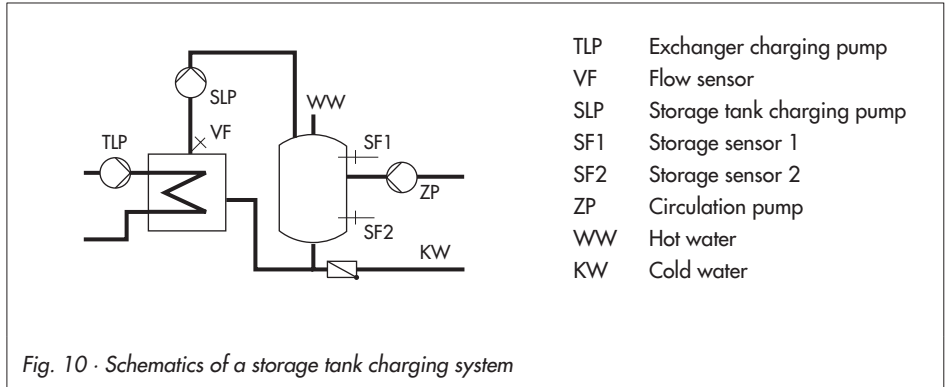 TLP Exchanger charging pump
VF Flow sensor
SLP Storage tank charging pump
SF1 Storage sensor 1
SF2 Storage sensor 2
ZP Circulation pump
WW Hot water
KW Cold water
SLP
WW
VF
SF1
TLP
ZP
SF2
KW
Fig. 10 · Schematics of a storage tank charging system